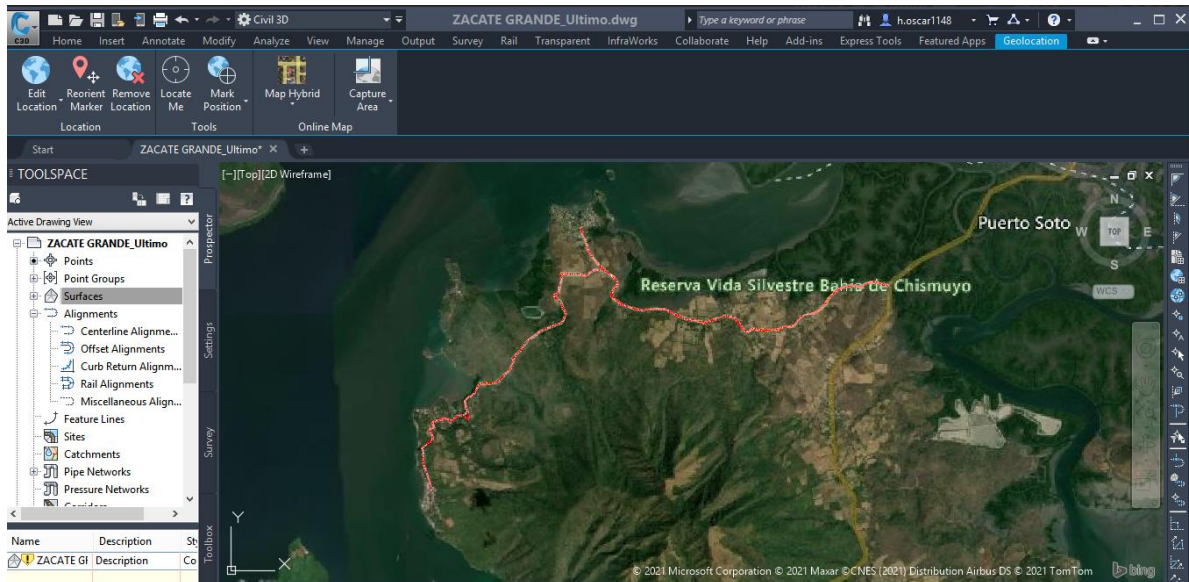 C3D
Civil 3D
ZACATE GRANDE_Ultimo.dwg
Type a keyword or phrase
h.oscar1148
Home Insert Annotate Modify Analyze View Manage Output Survey Rail Transparent InfraWorks Collaborate Help Add-ins Express Tools Featured Apps Geolocation
Edit Location
Reorient Marker
Remove Location
Locate Me
Mark Position
Map Hybrid
Capture Area
Location
Tools
Online Map
Start
ZACATE GRANDE_Ultimo*
TOOLSPACE
Active Drawing View
ZACATE GRANDE_Ultimo
Points
Point Groups
Surfaces
Alignments
Centerline Alignme...
Offset Alignments
Curb Return Alignm...
Rail Alignments
Miscellaneous Align...
Feature Lines
Sites
Catchments
Pipe Networks
Pressure Networks
Name Description St
ZACATE GI Description Co
Prospector
Settings
Survey
Toolbox
[−][Top][2D Wireframe]
Puerto Soto
Reserva Vida Silvestre Bahía de Chismuyo
N
W TOP E
S
WCS
Y
X
© 2021 Microsoft Corporation © 2021 Maxar ©CNES (2021) Distribution Airbus DS © 2021 TomTom
bing